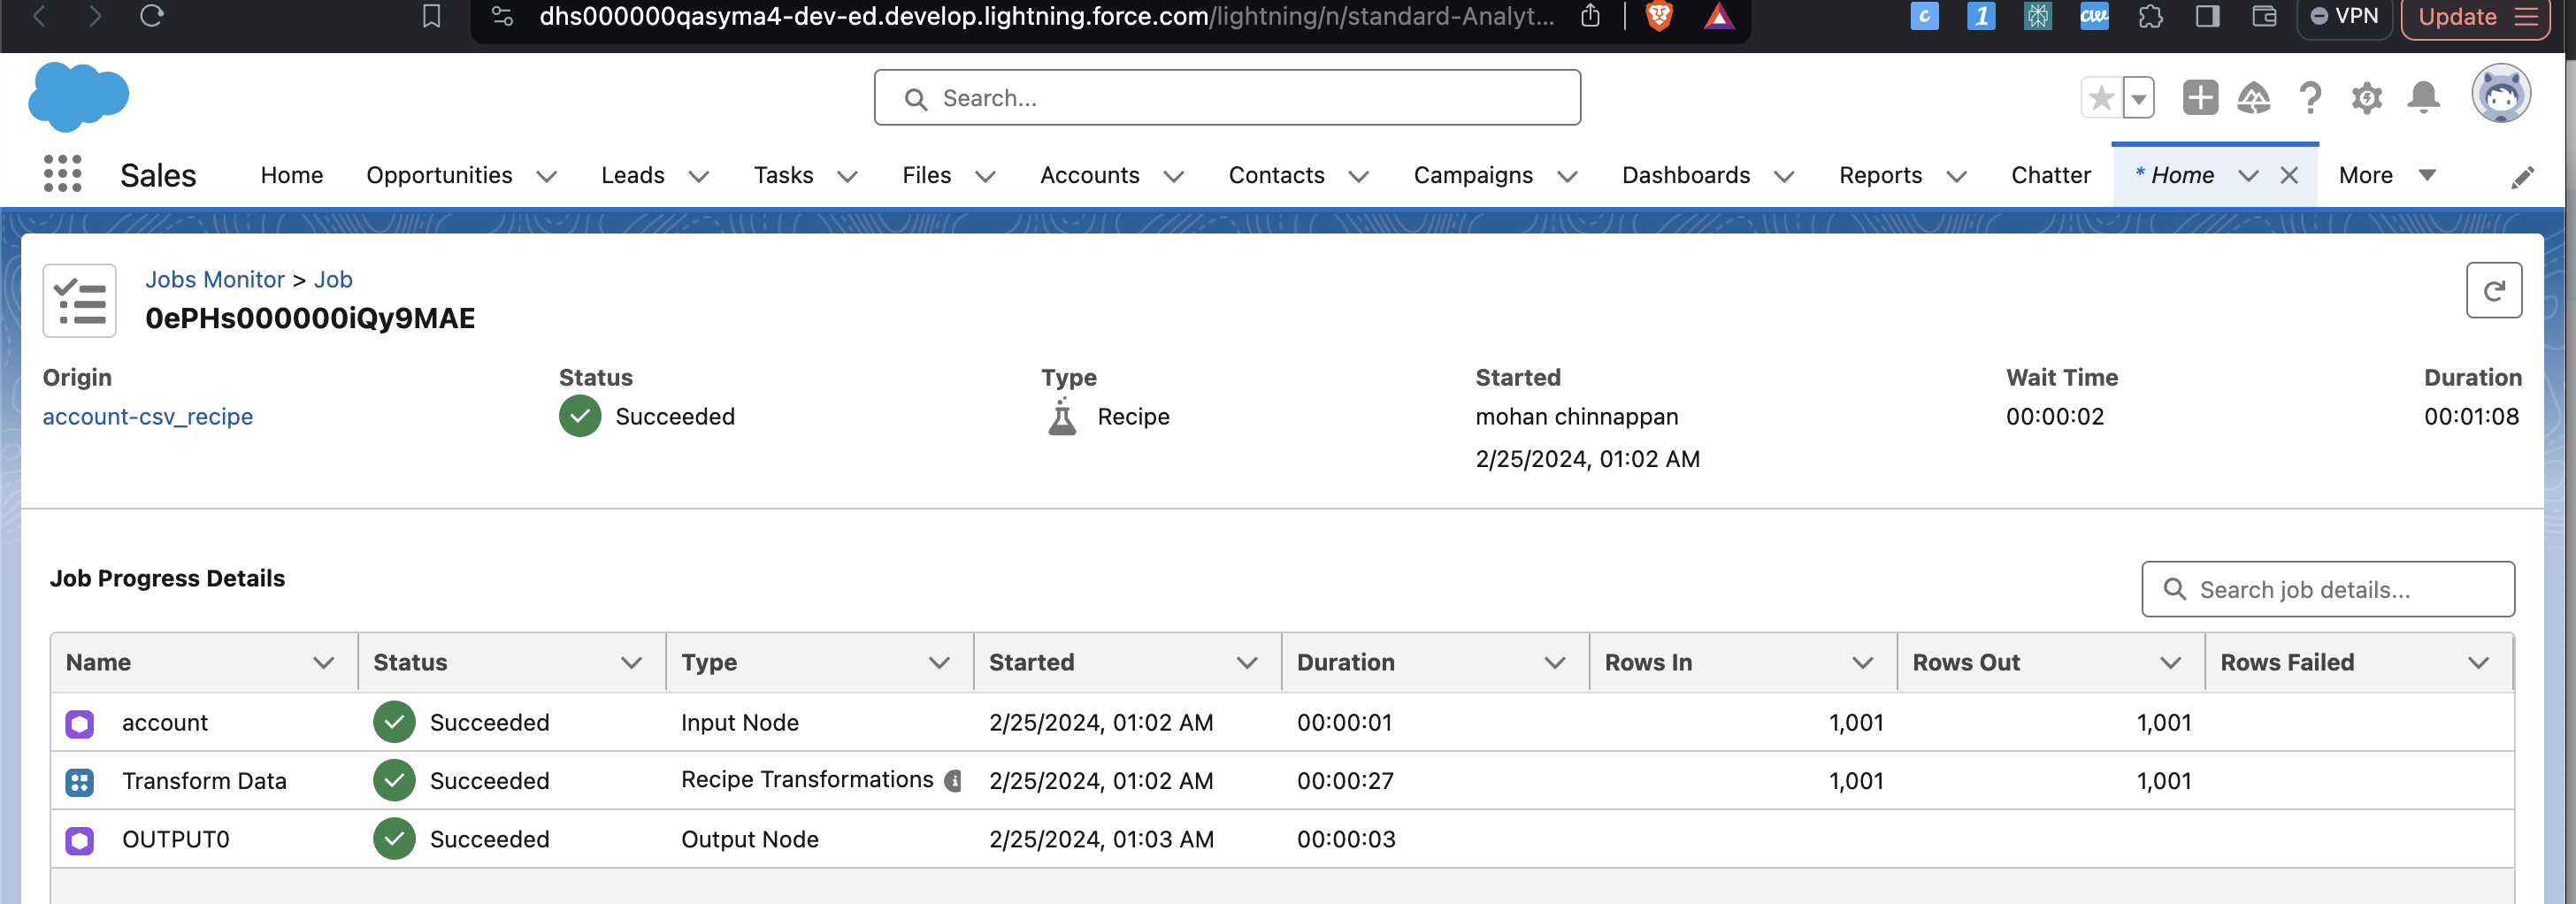 dhs000000qasyma4-dev-ed.develop.lightning.force.com/lightning/n/standard-Analyt...
VPN
Update
Search...
Sales
Home
Opportunities
Leads
Tasks
Files
Accounts
Contacts
Campaigns
Dashboards
Reports
Chatter
* Home
More
Jobs Monitor > Job
0ePHs000000iQy9MAE
Origin Status Type Started Wait Time Duration
account-csv_recipe Succeeded Recipe mohan chinnappan 00:00:02 00:01:08
2/25/2024, 01:02 AM
Job Progress Details
Search job details...
Name Status Type Started Duration Rows In Rows Out Rows Failed
account Succeeded Input Node 2/25/2024, 01:02 AM 00:00:01 1,001 1,001
Transform Data Succeeded Recipe Transformations 2/25/2024, 01:02 AM 00:00:27 1,001 1,001
OUTPUT0 Succeeded Output Node 2/25/2024, 01:03 AM 00:00:03